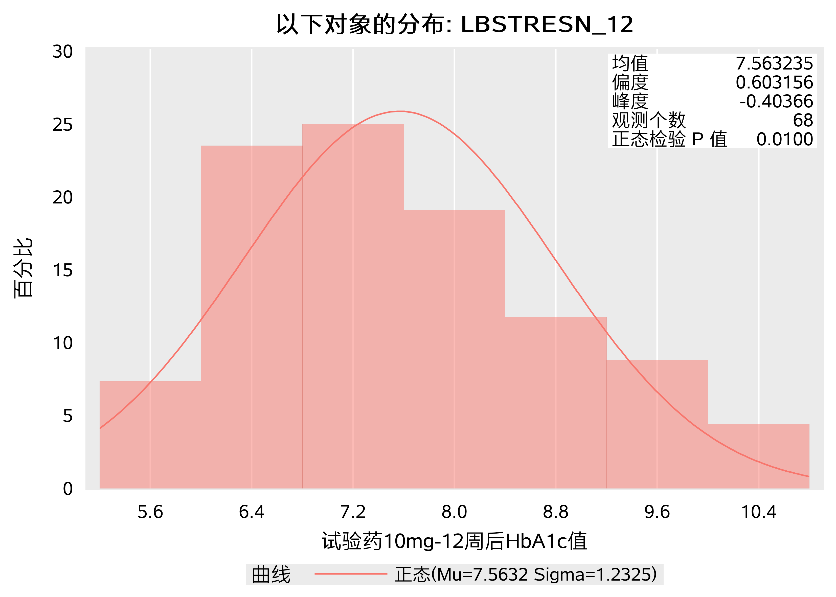 以下对象的分布: LBSTRESN_12
均值 7.563235
偏度 0.603156
峰度 -0.40366
观测个数 68
正态检验 P 值 0.0100
30
25
20
15
10
5
0
百分比
5.6 6.4 7.2 8.0 8.8 9.6 10.4
试验药10mg-12周后HbA1c值
曲线 正态(Mu=7.5632 Sigma=1.2325)